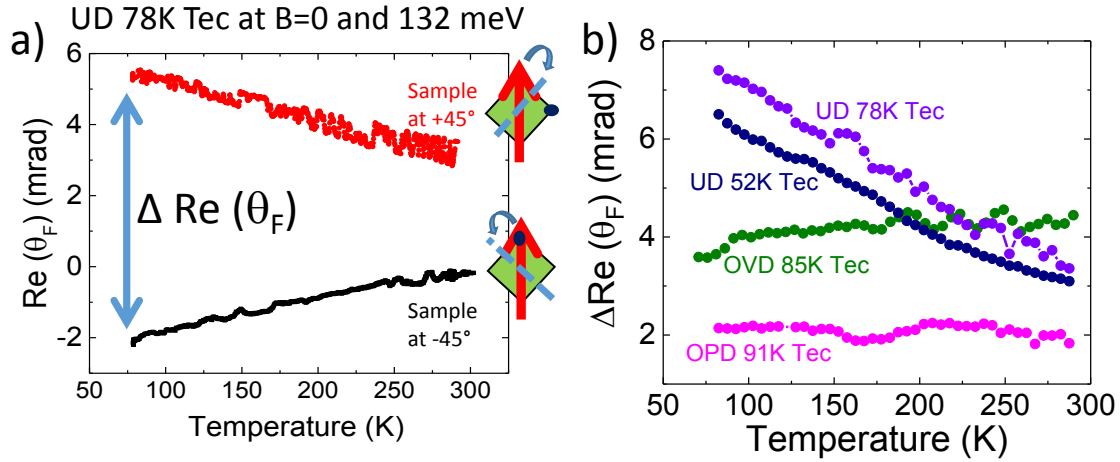 UD 78K Tec at B=0 and 132 meV
a)
Re (θF) (mrad)
6
4
2
0
-2
50 100 150 200 250 300
Temperature (K)
Sample
at +45°
Δ Re (θF)
Sample
at -45°
b)
ΔRe (θF) (mrad)
8
6
4
2
50 100 150 200 250 300
Temperature (K)
UD 78K Tec
UD 52K Tec
OVD 85K Tec
OPD 91K Tec